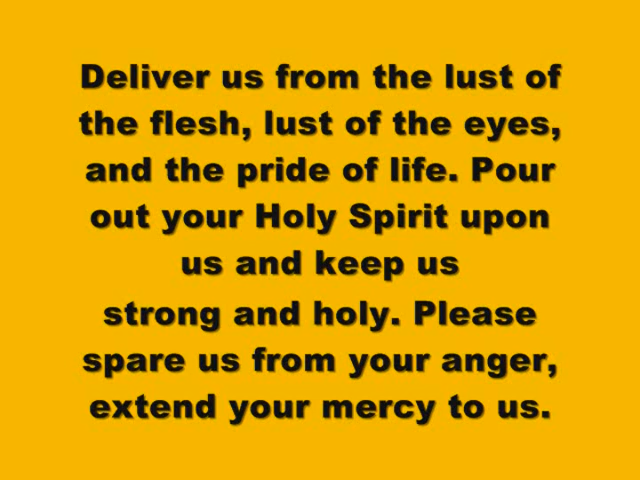 Deliver us from the lust of
the flesh, lust of the eyes,
and the pride of life. Pour
out your Holy Spirit upon
us and keep us
strong and holy. Please
spare us from your anger,
extend your mercy to us.